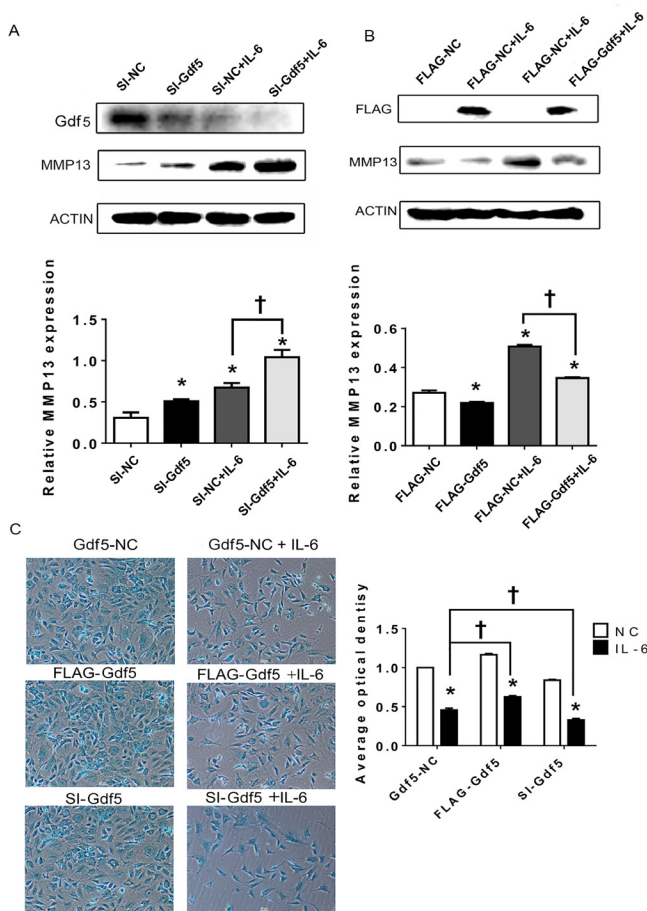 A
SI-NC
SI-Gdf5
SI-NC+IL-6
SI-Gdf5+IL-6
Gdf5
MMP13
ACTIN
Relative MMP13 expression
1.5
1.0
0.5
0.0
*
*
*
†
SI-NC
SI-Gdf5
SI-NC+IL-6
SI-Gdf5+IL-6
B
FLAG-NC
FLAG-NC+IL-6
FLAG-NC+IL-6
FLAG-Gdf5+IL-6
FLAG
MMP13
ACTIN
Relative MMP13 expression
0.6
0.4
0.2
0.0
*
*
*
†
FLAG-NC
FLAG-Gdf5
FLAG-NC+IL-6
FLAG-Gdf5+IL-6
C
Gdf5-NC
Gdf5-NC + IL-6
FLAG-Gdf5
FLAG-Gdf5 +IL-6
SI-Gdf5
SI-Gdf5 +IL-6
Average optical dentisy
1.5
1.0
0.5
0.0
*
*
*
†
†
NC
IL-6
Gdf5-NC
FLAG-Gdf5
SI-Gdf5